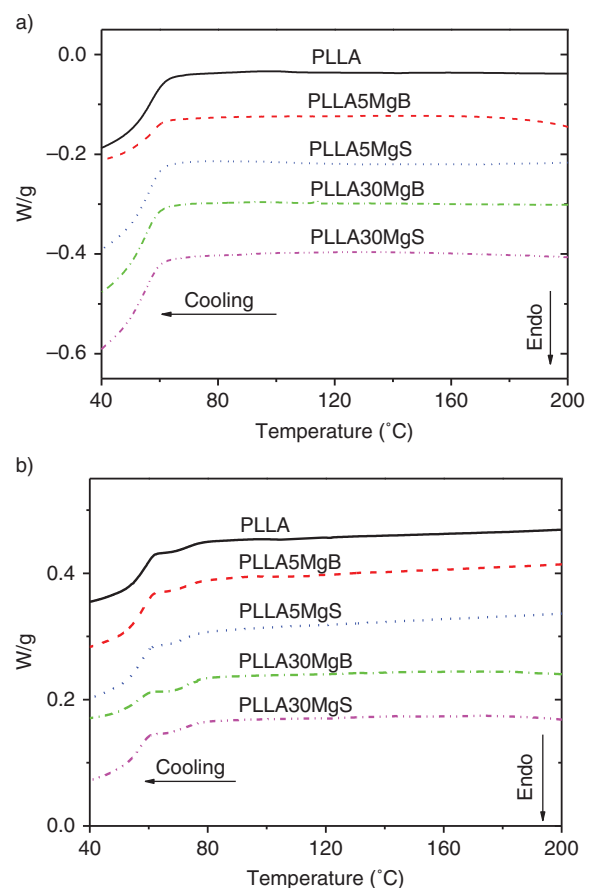 a)
0.0
PLLA
PLLA5MgB
−0.2
PLLA5MgS
W/g
PLLA30MgB
−0.4
PLLA30MgS
Cooling
Endo
−0.6
40 80 120 160 200
Temperature (˚C)
b)
PLLA
PLLA5MgB
0.4
PLLA5MgS
W/g
PLLA30MgB
0.2
PLLA30MgS
Cooling
Endo
0.0
40 80 120 160 200
Temperature (˚C)